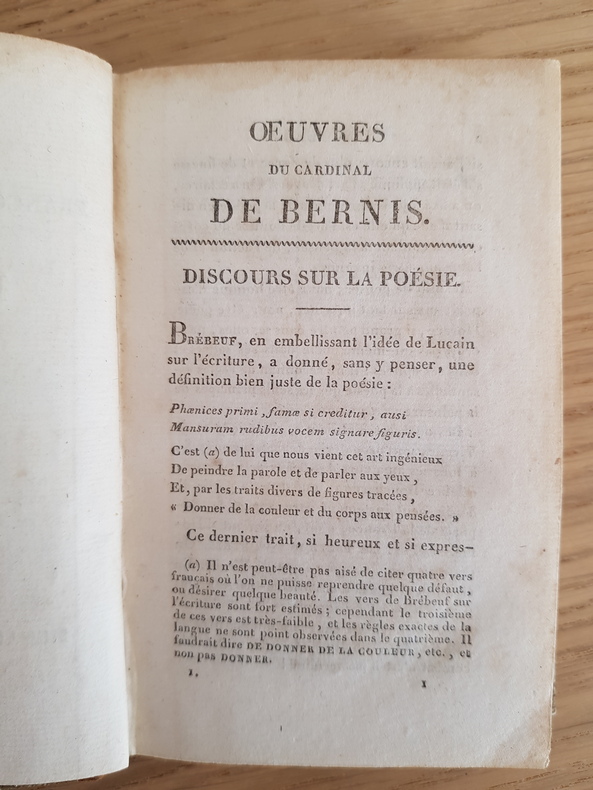 OEUVRES
DU CARDINAL
DE BERNIS.
DISCOURS SUR LA POÉSIE.
BRÉBEUF, en embellissant l'idée de Lucain
sur l'écriture, a donné, sans y penser, une
définition bien juste de la poésie :
Phœnices primi, famæ si creditur, ausi
Mansuram rudibus vocem signare figuris.
C'est (a) de lui que nous vient cet art ingénieux
De peindre la parole et de parler aux yeux,
Et, par les traits divers de figures tracées,
« Donner de la couleur et du corps aux pensées. »
Ce dernier trait, si heureux et si expres-
(a) Il n'est peut-être pas aisé de citer quatre vers
français où l'on ne puisse reprendre quelque défaut,
ou désirer quelque beauté. Les vers de Brébeuf sur
l'écriture sont fort estimés ; cependant le troisième
de ces vers est très-faible, et les règles exactes de la
langue ne sont point observées dans le quatrième. Il
faudrait dire DE DONNER DE LA COULEUR, etc., et
non pas DONNER.
1. 1